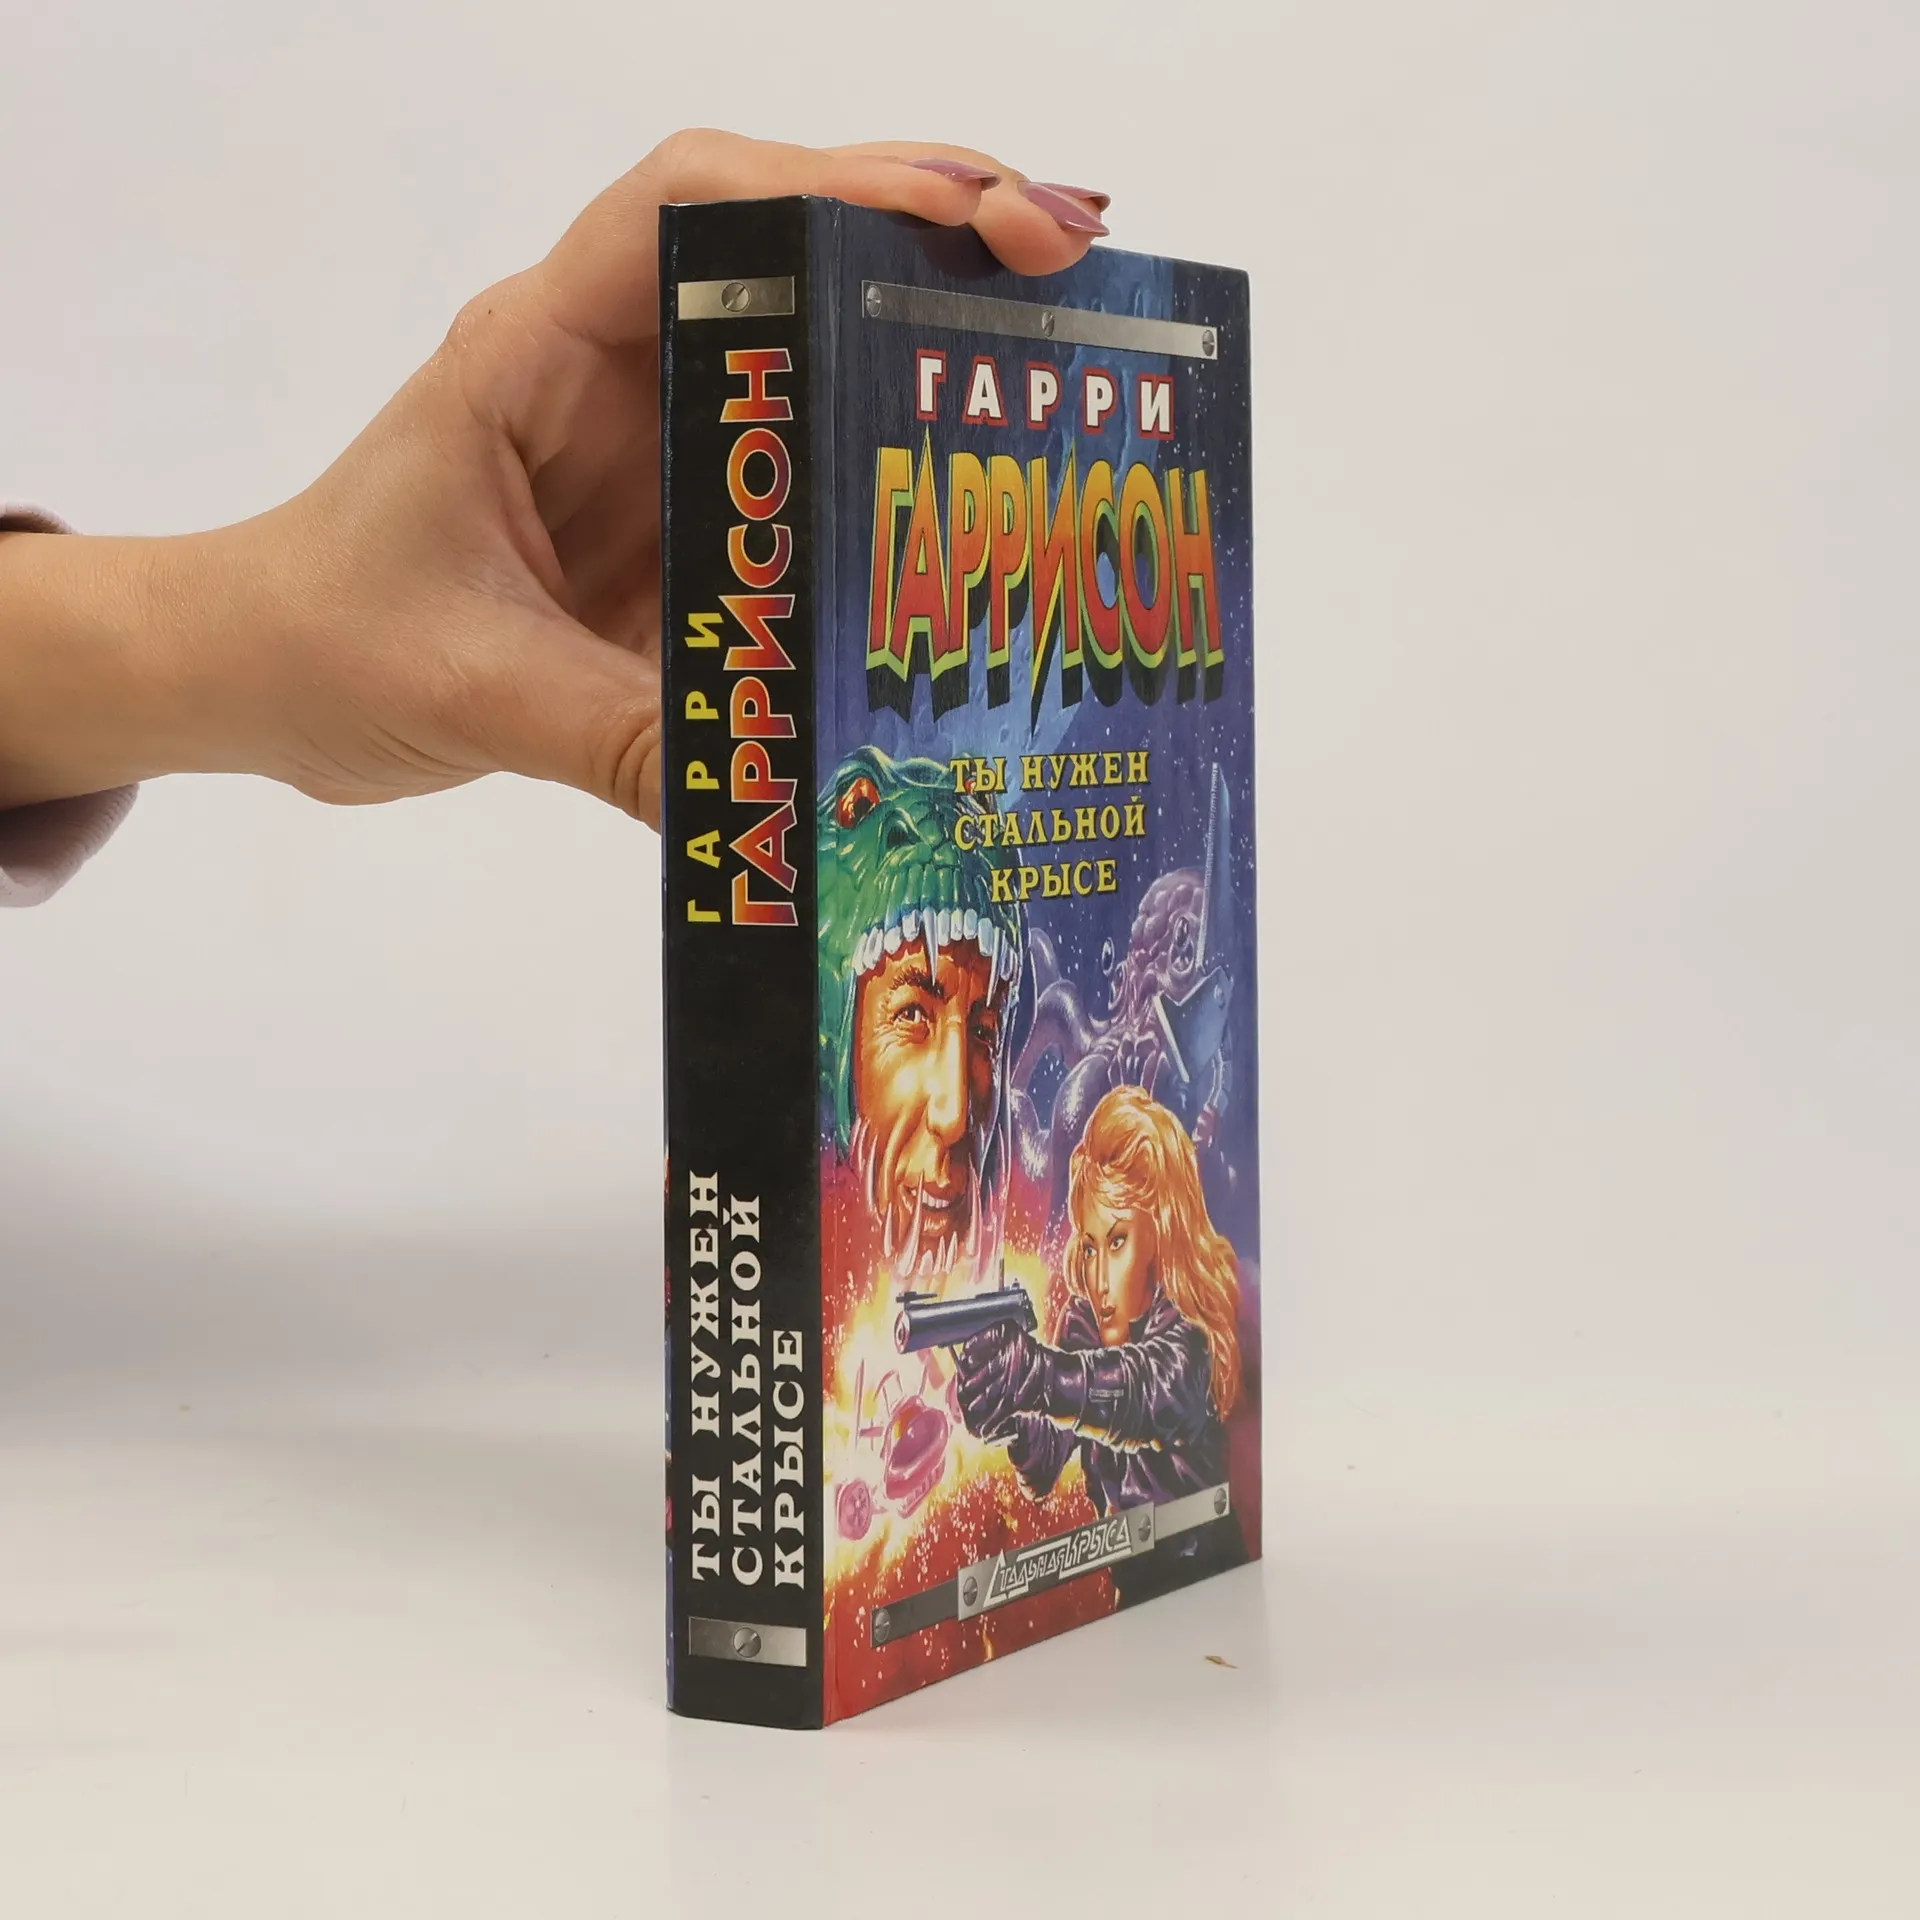 ГАРРИ
ГАРРИСОН
ТЫ НУЖЕН
СТАЛЬНОЙ
КРЫСЕ
ГАРРИ
ГАРРИСОН
ТЫ НУЖЕН
СТАЛЬНОЙ
КРЫСЕ
СТАЛЬНАЯ КРЫСА